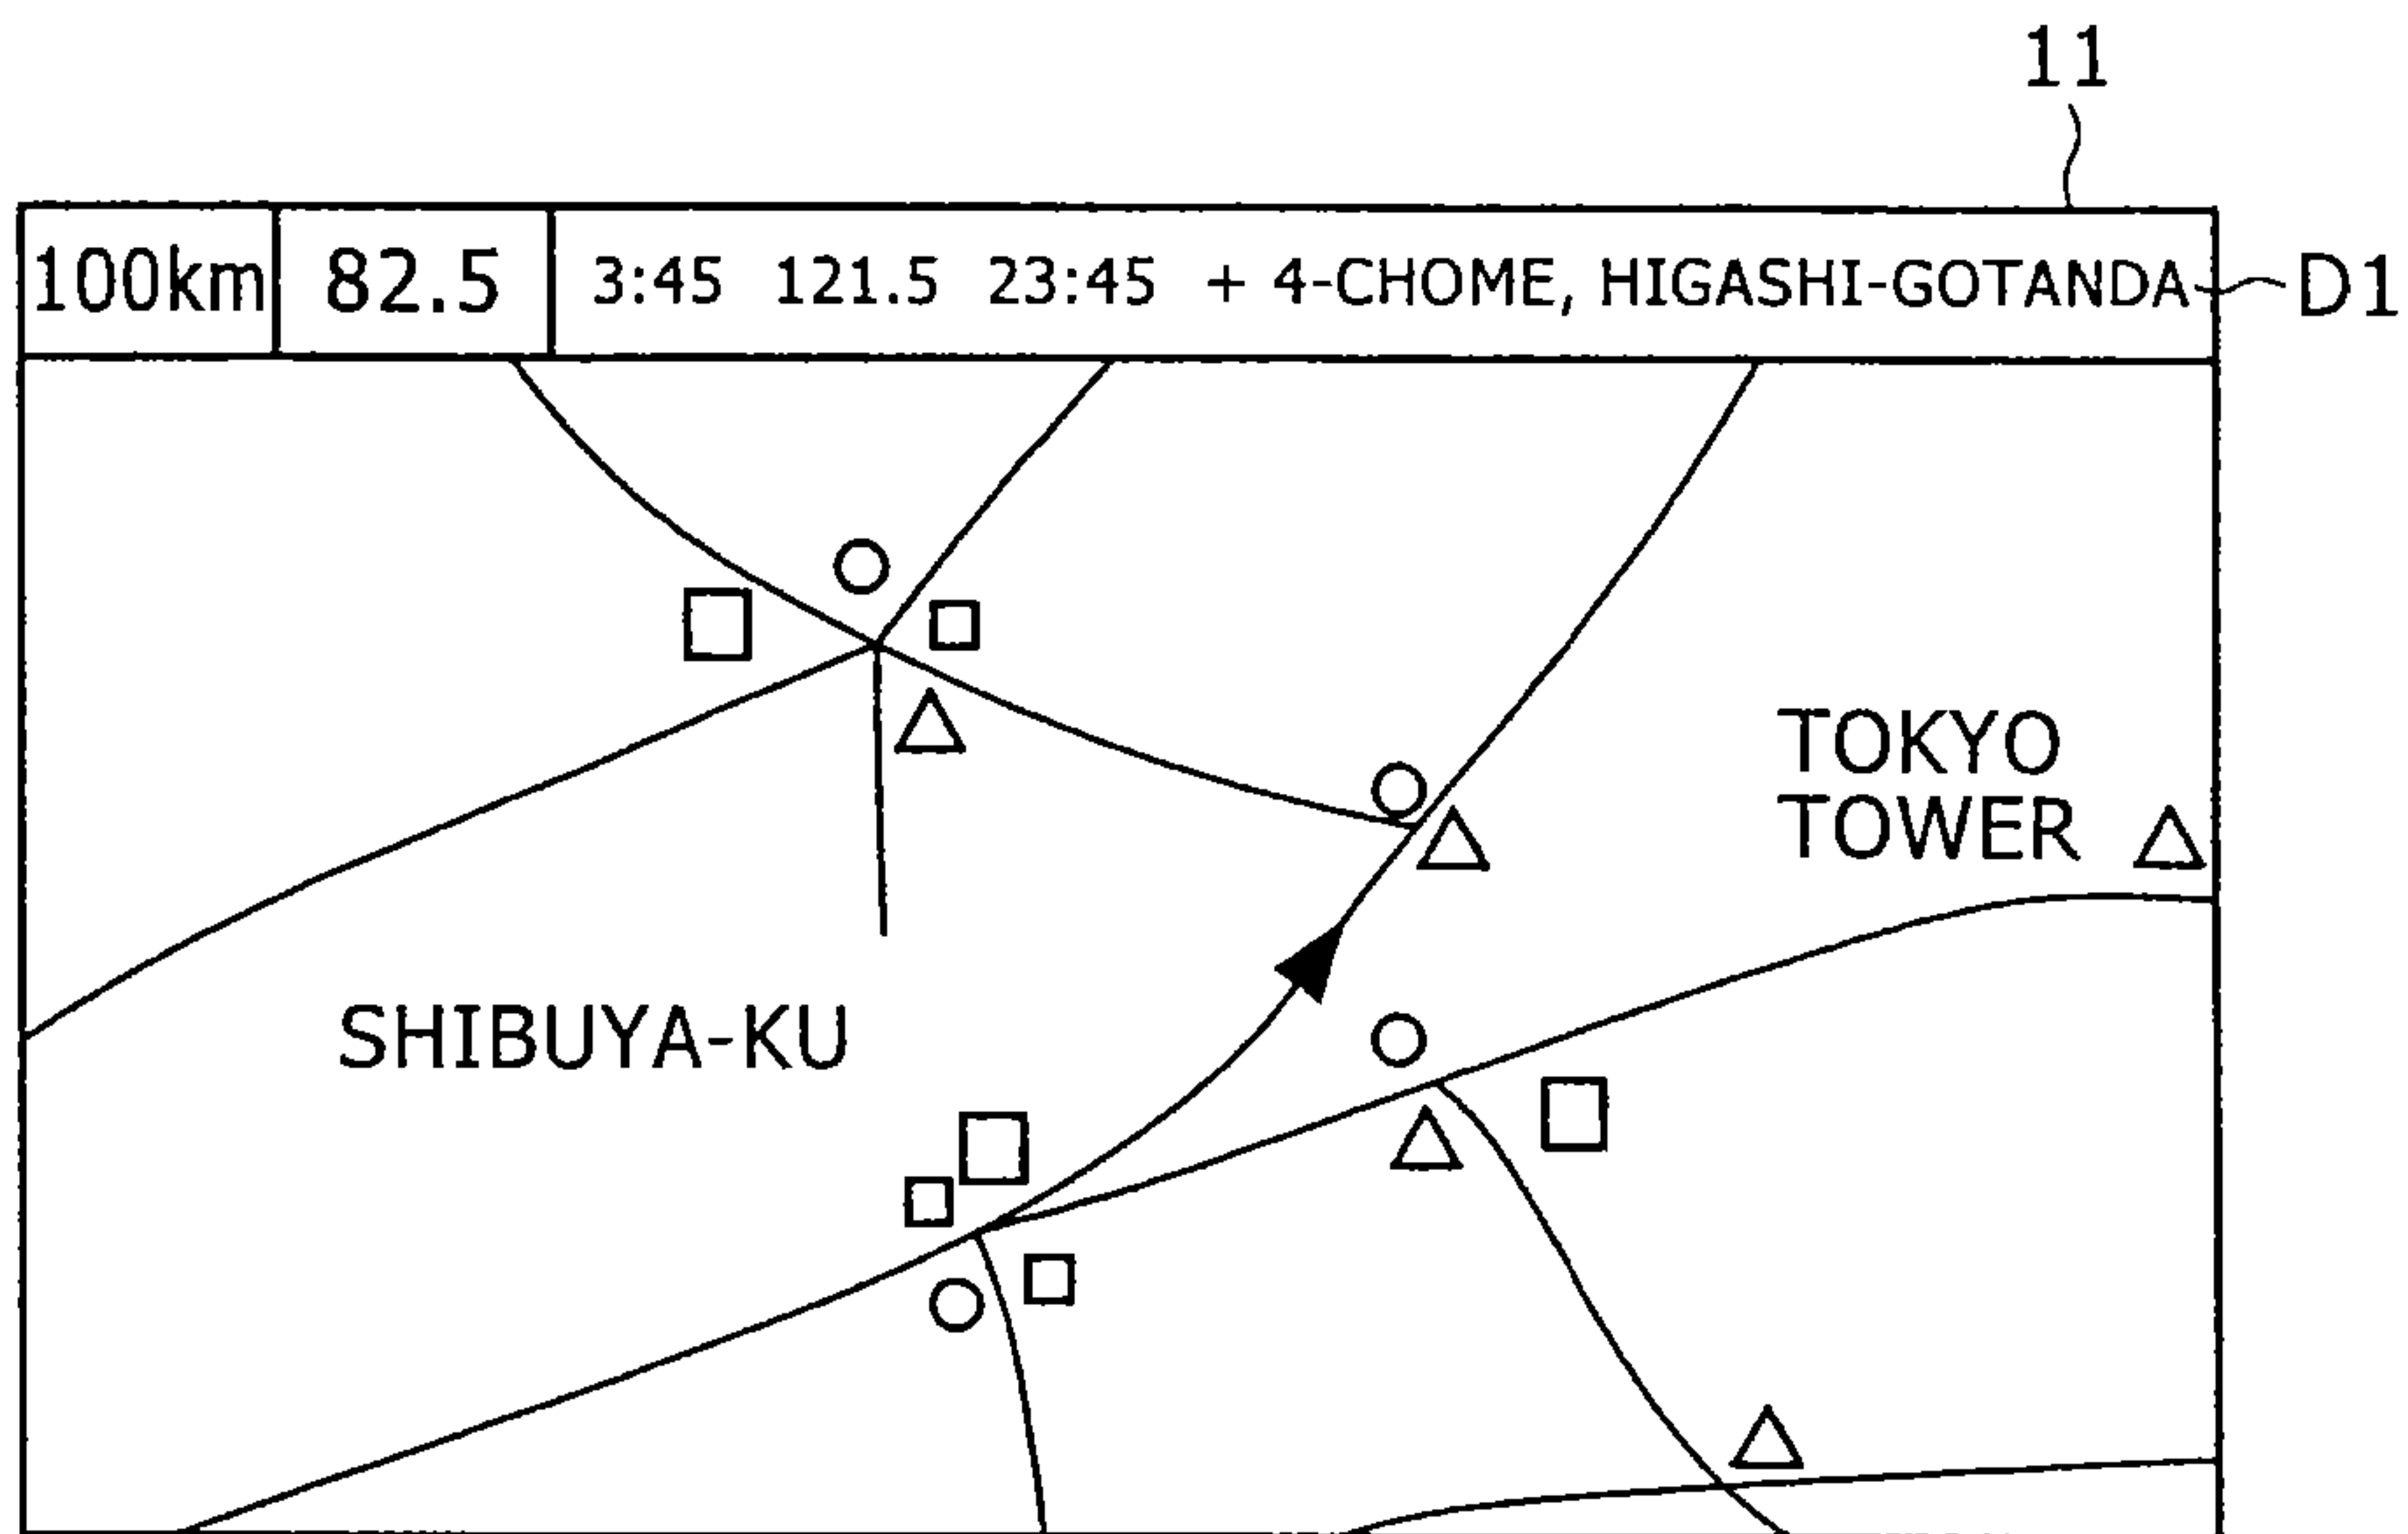 11
100km 82.5 3:45 121.5 23:45 + 4-CHOME, HIGASHI-GOTANDA D1
TOKYO
TOWER
SHIBUYA-KU